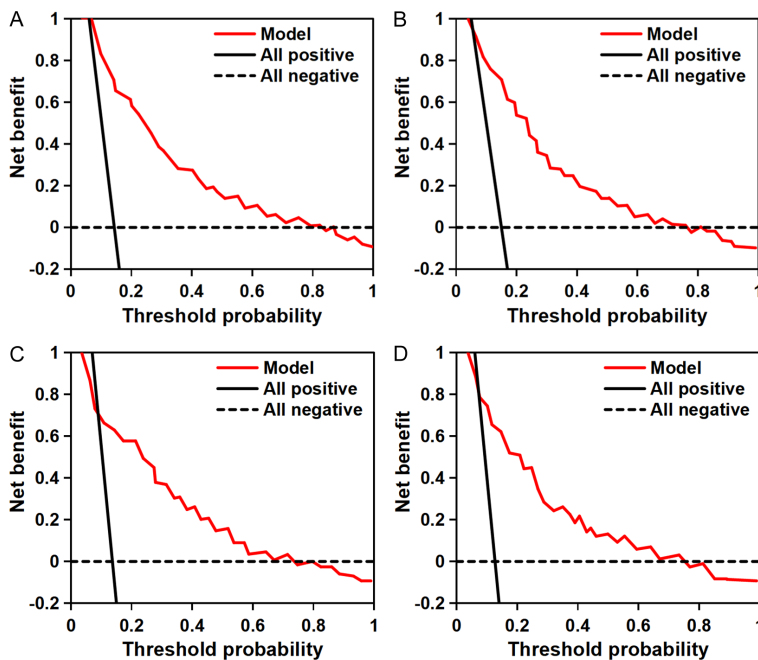 A
Model
All positive
All negative
Net benefit
1
0.8
0.6
0.4
0.2
0
-0.2
0 0.2 0.4 0.6 0.8 1
Threshold probability
B
Model
All positive
All negative
Net benefit
1
0.8
0.6
0.4
0.2
0
-0.2
0 0.2 0.4 0.6 0.8 1
Threshold probability
C
Model
All positive
All negative
Net benefit
1
0.8
0.6
0.4
0.2
0
-0.2
0 0.2 0.4 0.6 0.8 1
Threshold probability
D
Model
All positive
All negative
Net benefit
1
0.8
0.6
0.4
0.2
0
-0.2
0 0.2 0.4 0.6 0.8 1
Threshold probability